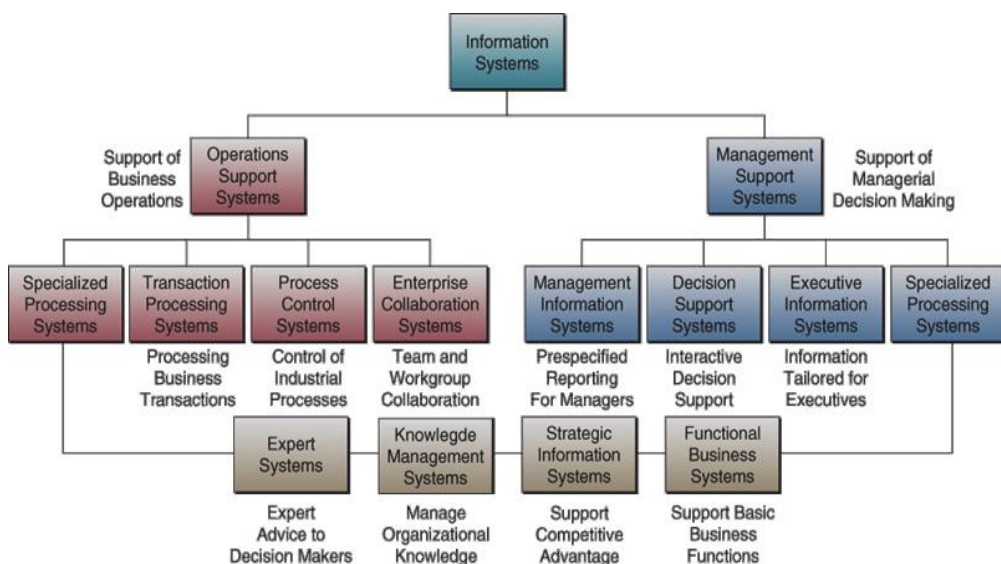 Information
Systems
Support of
Business
Operations
Operations
Support
Systems
Management
Support
Systems
Support of
Managerial
Decision Making
Specialized
Processing
Systems
Transaction
Processing
Systems
Process
Control
Systems
Enterprise
Collaboration
Systems
Management
Information
Systems
Decision
Support
Systems
Executive
Information
Systems
Specialized
Processing
Systems
Processing
Business
Transactions
Control of
Industrial
Processes
Team and
Workgroup
Collaboration
Prespecified
Reporting
For Managers
Interactive
Decision
Support
Information
Tailored for
Executives
Expert
Systems
Knowlegde
Management
Systems
Strategic
Information
Systems
Functional
Business
Systems
Expert
Advice to
Decision Makers
Manage
Organizational
Knowledge
Support
Competitive
Advantage
Support Basic
Business
Functions